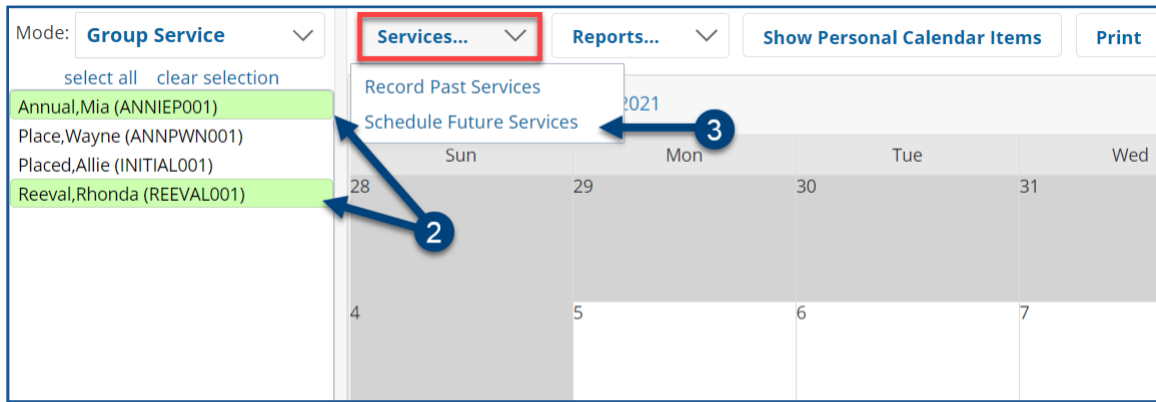 Mode: Group Service
select all clear selection
Annual,Mia (ANNIEP001)
Place,Wayne (ANNPWN001)
Placed,Allie (INITIAL001)
Reeval,Rhonda (REEVAL001)
2
Services... Reports... Show Personal Calendar Items Print
Record Past Services
Schedule Future Services
3
2021
Sun Mon Tue Wed
28 29 30 31
4 5 6 7